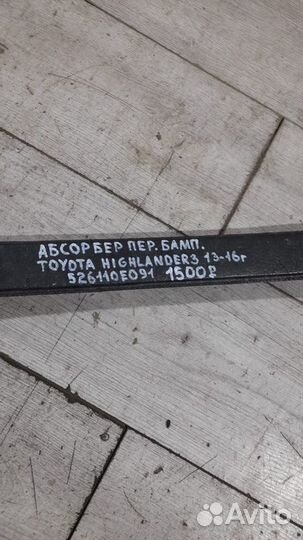 АБСОРБЕР ПЕР.БАМП.
TOYOTA HIGHLANDER3 13-16г
526110E091 1500₽
Avito